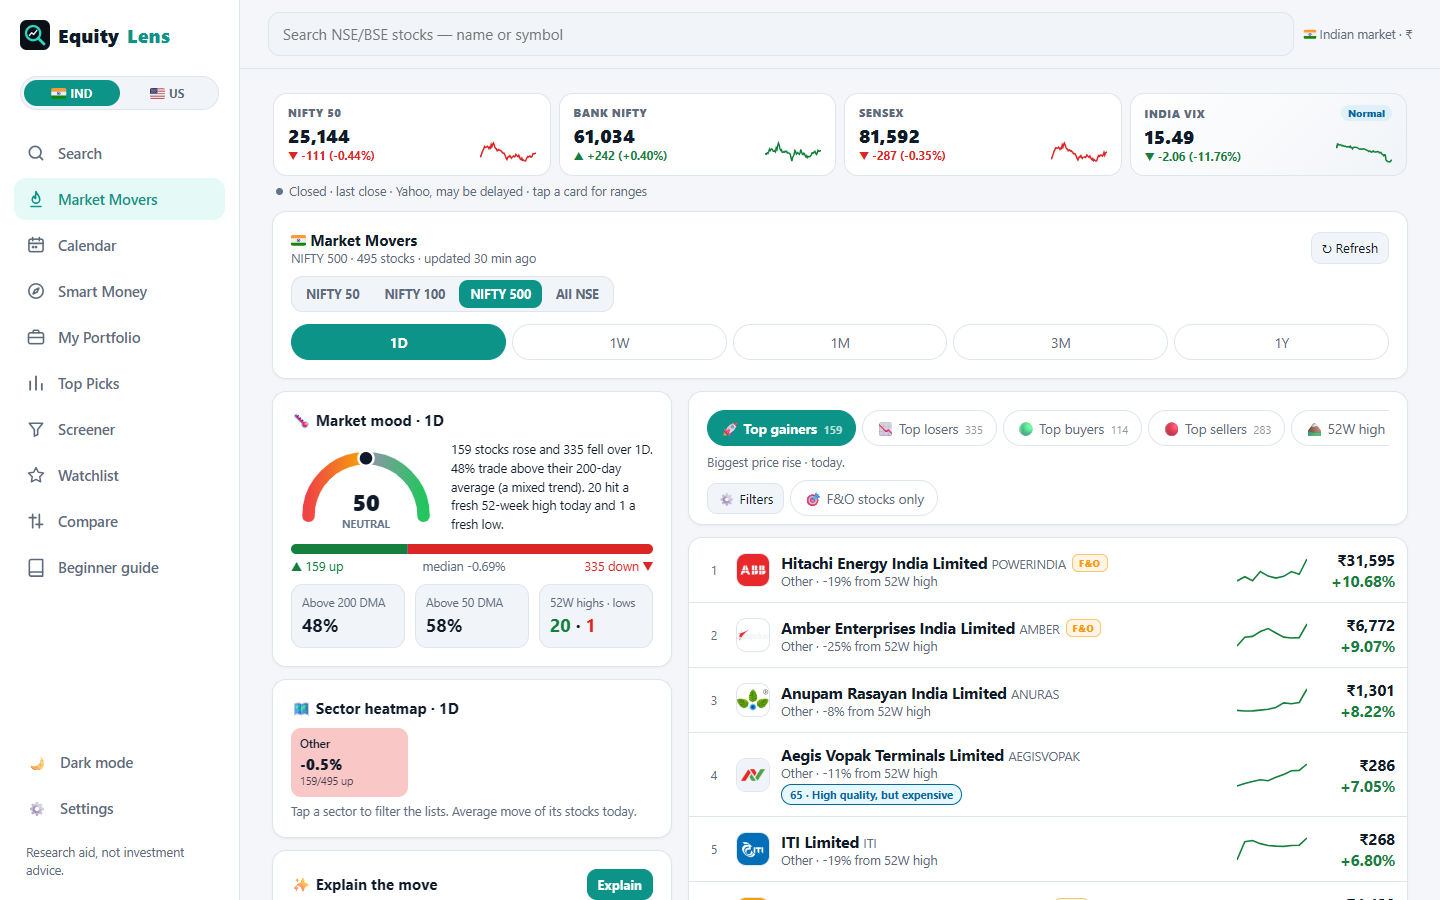 Equity Lens
IND
US
Search
Market Movers
Calendar
Smart Money
My Portfolio
Top Picks
Screener
Watchlist
Compare
Beginner guide
Dark mode
Settings
Research aid, not investment
advice.
Search NSE/BSE stocks — name or symbol
Indian market · ₹
NIFTY 50
25,144
▼ -111 (-0.44%)
BANK NIFTY
61,034
▲ +242 (+0.40%)
SENSEX
81,592
▼ -287 (-0.35%)
INDIA VIX
Normal
15.49
▼ -2.06 (-11.76%)
Closed · last close · Yahoo, may be delayed · tap a card for ranges
Market Movers
NIFTY 500 · 495 stocks · updated 30 min ago
↻ Refresh
NIFTY 50
NIFTY 100
NIFTY 500
All NSE
1D
1W
1M
3M
1Y
Market mood · 1D
50
NEUTRAL
159 stocks rose and 335 fell over 1D.
48% trade above their 200-day
average (a mixed trend). 20 hit a
fresh 52-week high today and 1 a
fresh low.
▲ 159 up
median -0.69%
335 down ▼
Above 200 DMA
48%
Above 50 DMA
58%
52W highs · lows
20 · 1
Sector heatmap · 1D
Other
-0.5%
159/495 up
Tap a sector to filter the lists. Average move of its stocks today.
Explain the move
Explain
Top gainers 159
Top losers 335
Top buyers 114
Top sellers 283
52W high
Biggest price rise · today.
Filters
F&O stocks only
1
ABB
Hitachi Energy India Limited POWERINDIA F&O
Other · -19% from 52W high
₹31,595
+10.68%
2
Amber Enterprises India Limited AMBER F&O
Other · -25% from 52W high
₹6,772
+9.07%
3
Anupam Rasayan India Limited ANURAS
Other · -8% from 52W high
₹1,301
+8.22%
4
Aegis Vopak Terminals Limited AEGISVOPAK
Other · -11% from 52W high
65 · High quality, but expensive
₹286
+7.05%
5
ITI
ITI Limited ITI
Other · -19% from 52W high
₹268
+6.80%